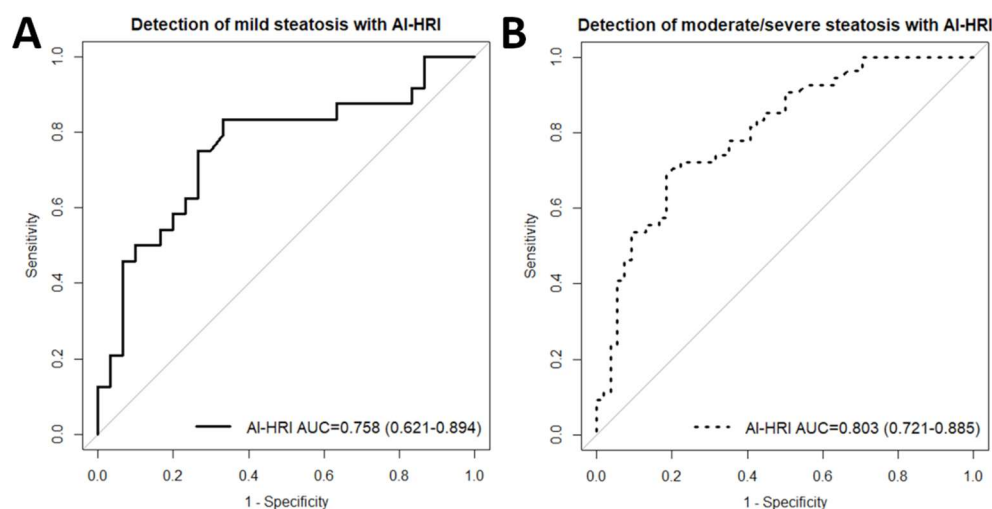 A
Detection of mild steatosis with AI-HRI
Sensitivity
1.0
0.8
0.6
0.4
0.2
0.0
AI-HRI AUC=0.758 (0.621-0.894)
0.0 0.2 0.4 0.6 0.8 1.0
1 - Specificity
B
Detection of moderate/severe steatosis with AI-HRI
Sensitivity
1.0
0.8
0.6
0.4
0.2
0.0
AI-HRI AUC=0.803 (0.721-0.885)
0.0 0.2 0.4 0.6 0.8 1.0
1 - Specificity